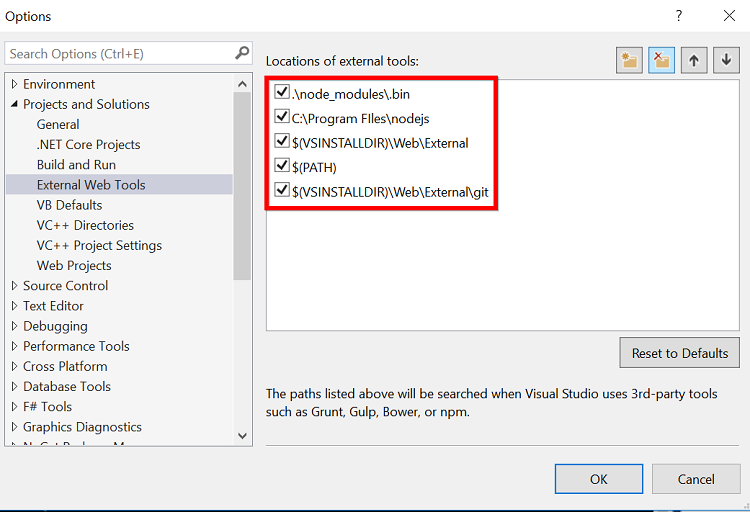 Options
Search Options (Ctrl+E)
Environment
Projects and Solutions
General
.NET Core Projects
Build and Run
External Web Tools
VB Defaults
VC++ Directories
VC++ Project Settings
Web Projects
Source Control
Text Editor
Debugging
Performance Tools
Cross Platform
Database Tools
F# Tools
Graphics Diagnostics
Locations of external tools:
.\node_modules\.bin
C:\Program FIles\nodejs
$(VSINSTALLDIR)\Web\External
$(PATH)
$(VSINSTALLDIR)\Web\External\git
Reset to Defaults
The paths listed above will be searched when Visual Studio uses 3rd-party tools
such as Grunt, Gulp, Bower, or npm.
OK
Cancel